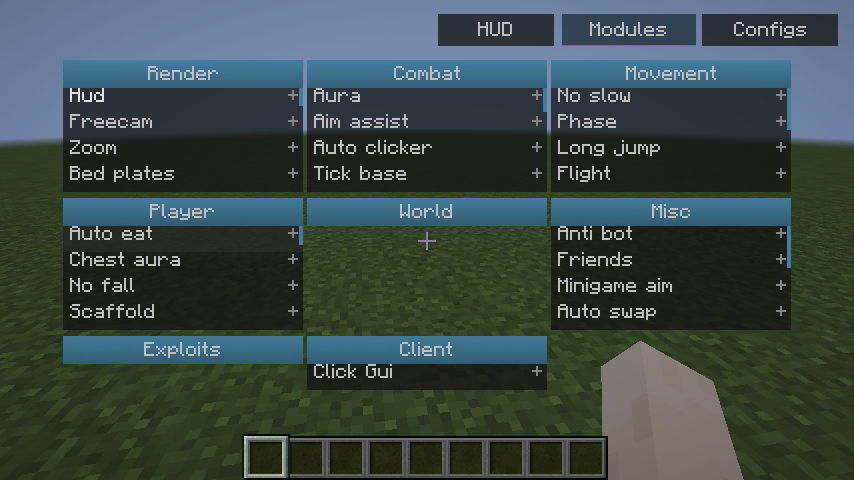 HUD
Modules
Configs
Render
Hud +
Freecam +
Zoom +
Bed plates +
Combat
Aura +
Aim assist +
Auto clicker +
Tick base +
Movement
No slow +
Phase +
Long jump +
Flight +
Player
Auto eat +
Chest aura +
No fall +
Scaffold +
World
Misc
Anti bot +
Friends +
Minigame aim +
Auto swap +
Exploits
Client
Click Gui +